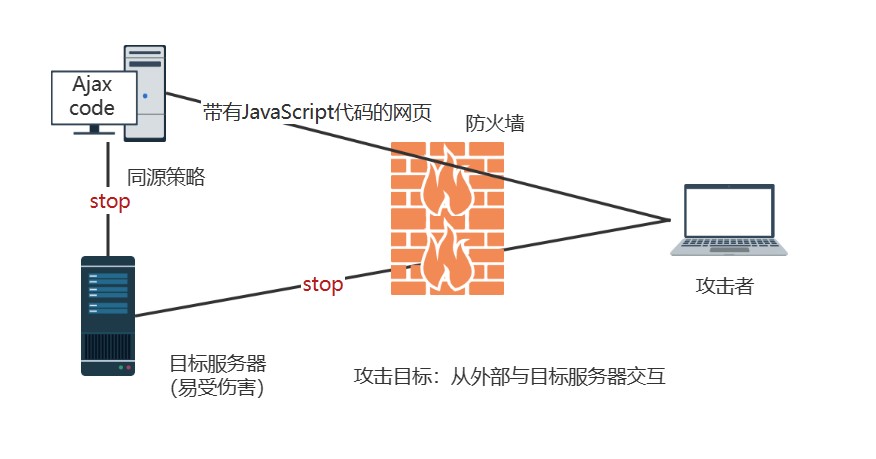 Ajax
code
带有JavaScript代码的网页
防火墙
同源策略
stop
stop
攻击者
目标服务器
(易受伤害)
攻击目标：从外部与目标服务器交互